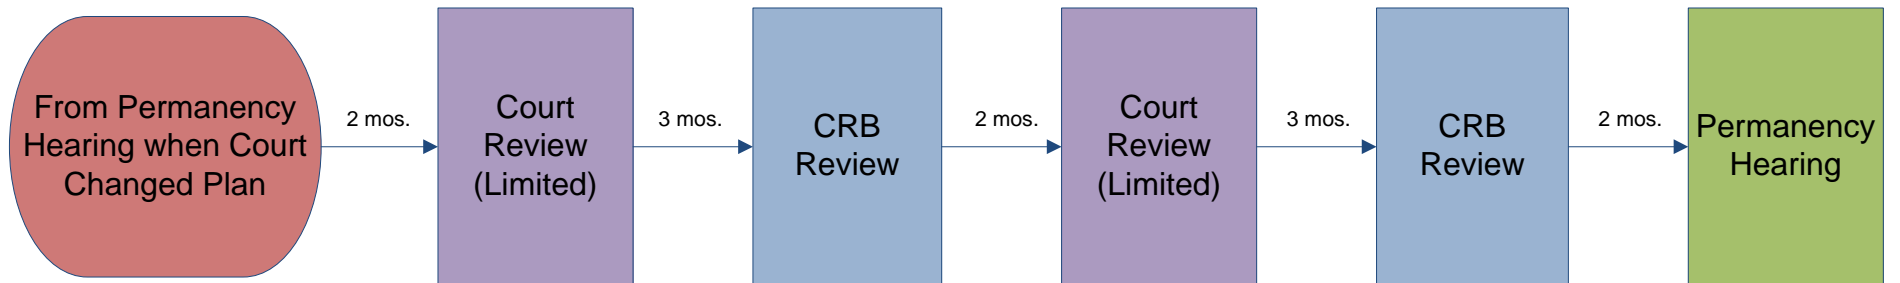 From Permanency
Hearing when Court
Changed Plan
2 mos.
Court
Review
(Limited)
3 mos.
CRB
Review
2 mos.
Court
Review
(Limited)
3 mos.
CRB
Review
2 mos.
Permanency
Hearing